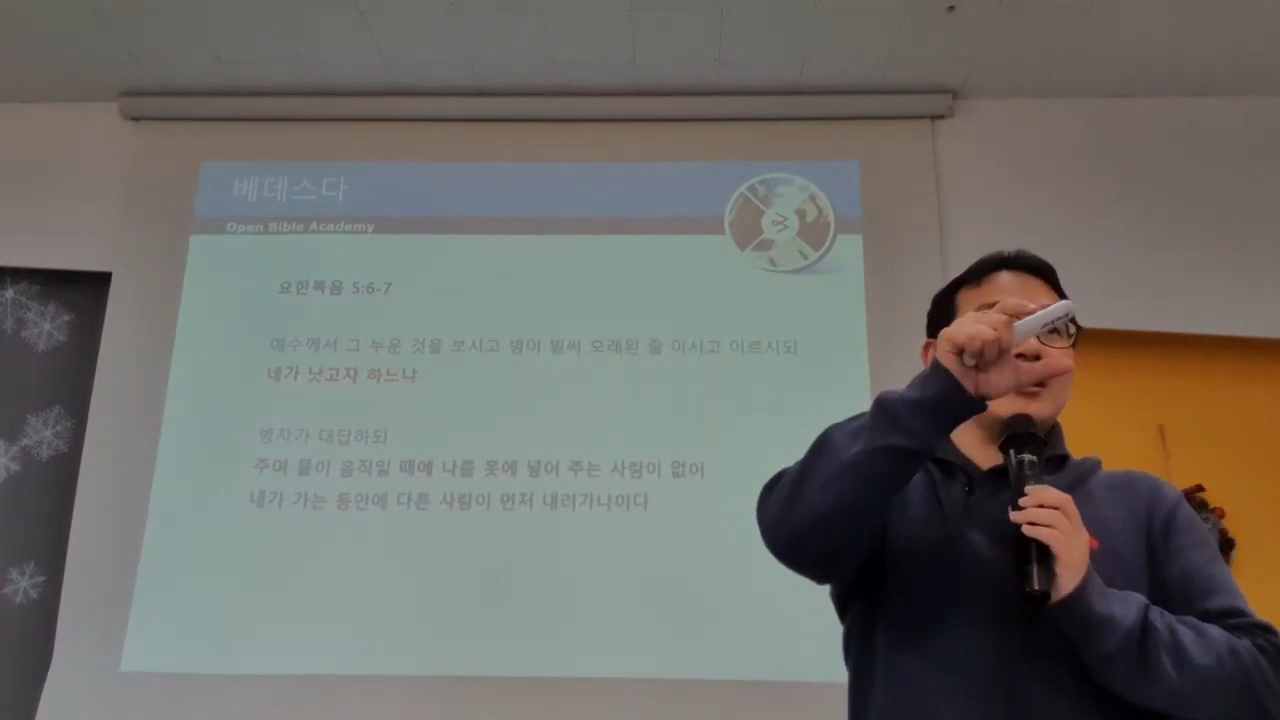 베데스다
Open Bible Academy
요한복음 5:6-7
예수께서 그 누운 것을 보시고 병이 벌써 오래된 줄 아시고 이르시되
네가 낫고자 하느냐
병자가 대답하되
주여 물이 움직일 때에 나를 못에 넣어 주는 사람이 없어
내가 가는 동안에 다른 사람이 먼저 내려가나이다